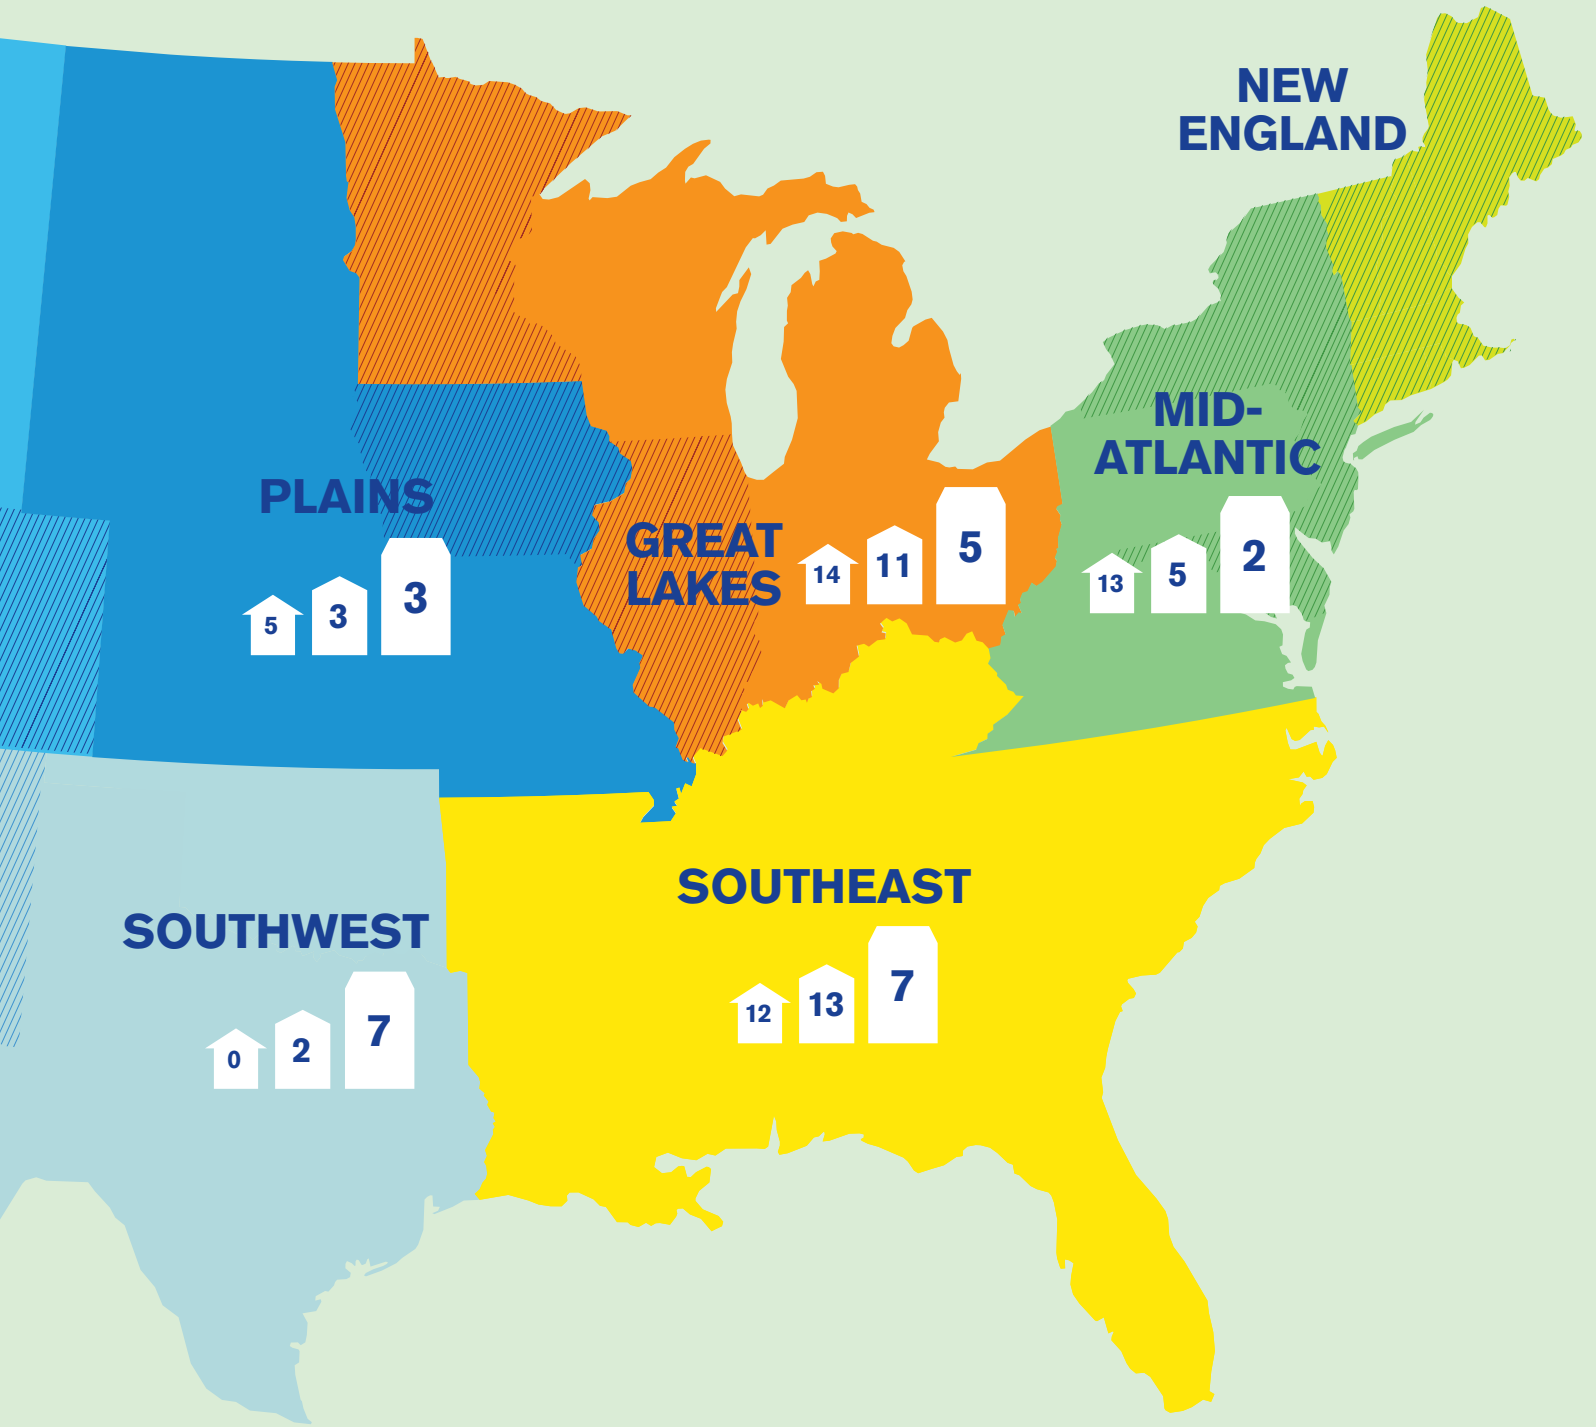 NEW
ENGLAND
MID-
ATLANTIC
13 5 2
PLAINS
5 3 3
GREAT
LAKES
14 11 5
SOUTHEAST
12 13 7
SOUTHWEST
0 2 7